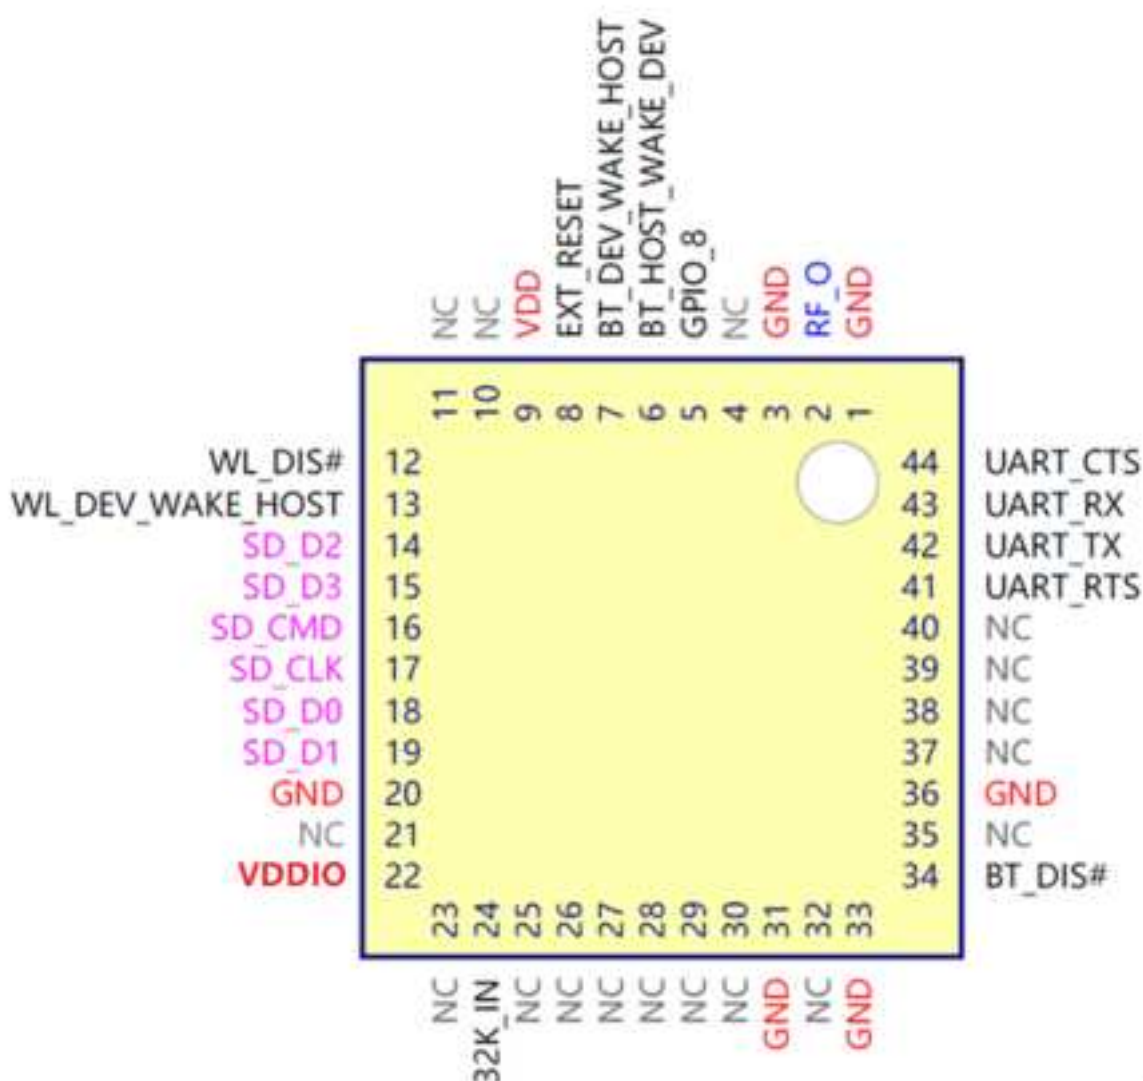 NC
NC
VDD
EXT_RESET
BT_DEV_WAKE_HOST
BT_HOST_WAKE_DEV
GPIO_8
NC
GND
RF_O
GND
11 10 9 8 7 6 5 4 3 2 1
WL_DIS# 12 44 UART_CTS
WL_DEV_WAKE_HOST 13 43 UART_RX
SD_D2 14 42 UART_TX
SD_D3 15 41 UART_RTS
SD_CMD 16 40 NC
SD_CLK 17 39 NC
SD_D0 18 38 NC
SD_D1 19 37 NC
GND 20 36 GND
NC 21 35 NC
VDDIO 22 34 BT_DIS#
23 24 25 26 27 28 29 30 31 32 33
NC
32K_IN
NC
NC
NC
NC
NC
NC
GND
NC
GND